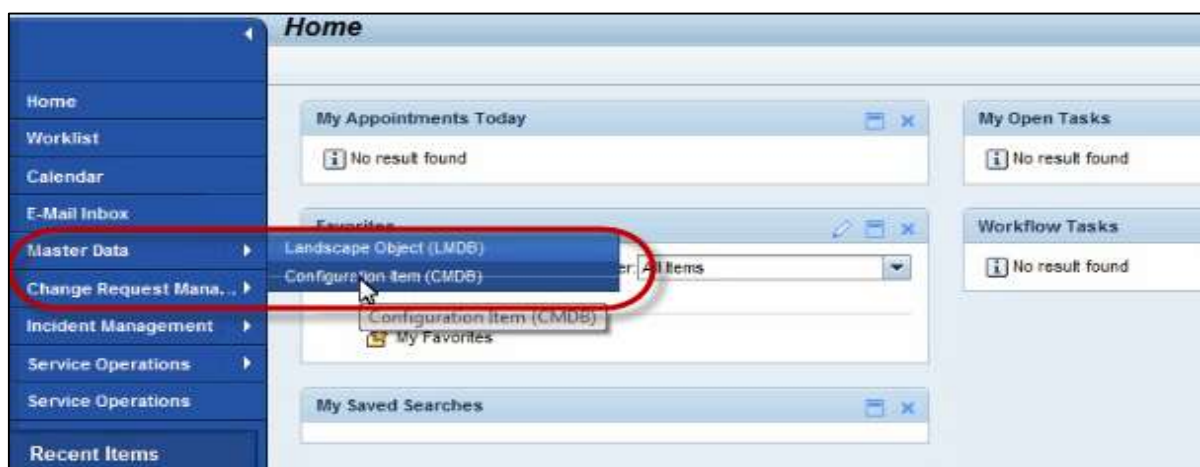 Home
Home
Worklist
Calendar
E-Mail Inbox
Master Data
Change Request Mana...
Incident Management
Service Operations
Service Operations
Recent Items
Landscape Object (LMDB)
Configuration Item (CMDB)
Configuration Item (CMDB)
My Appointments Today
No result found
Favorites
er: All Items
My Favorites
My Saved Searches
My Open Tasks
No result found
Workflow Tasks
No result found